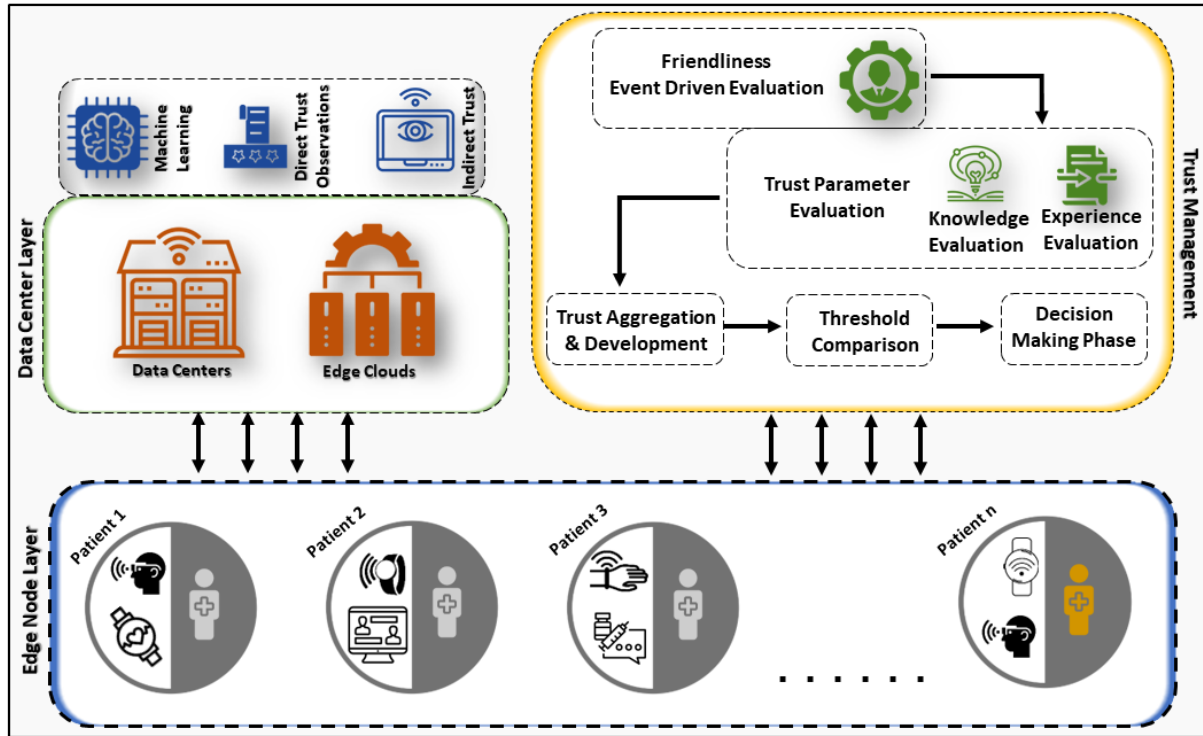 Machine
Learning
Direct Trust
Observations
Indirect Trust
Data Center Layer
Data Centers
Edge Clouds
Friendliness
Event Driven Evaluation
Trust Parameter
Evaluation
Knowledge
Evaluation
Experience
Evaluation
Trust Aggregation
& Development
Threshold
Comparison
Decision
Making Phase
Trust Management
Edge Node Layer
Patient 1
Patient 2
Patient 3
. . . . . .
Patient n